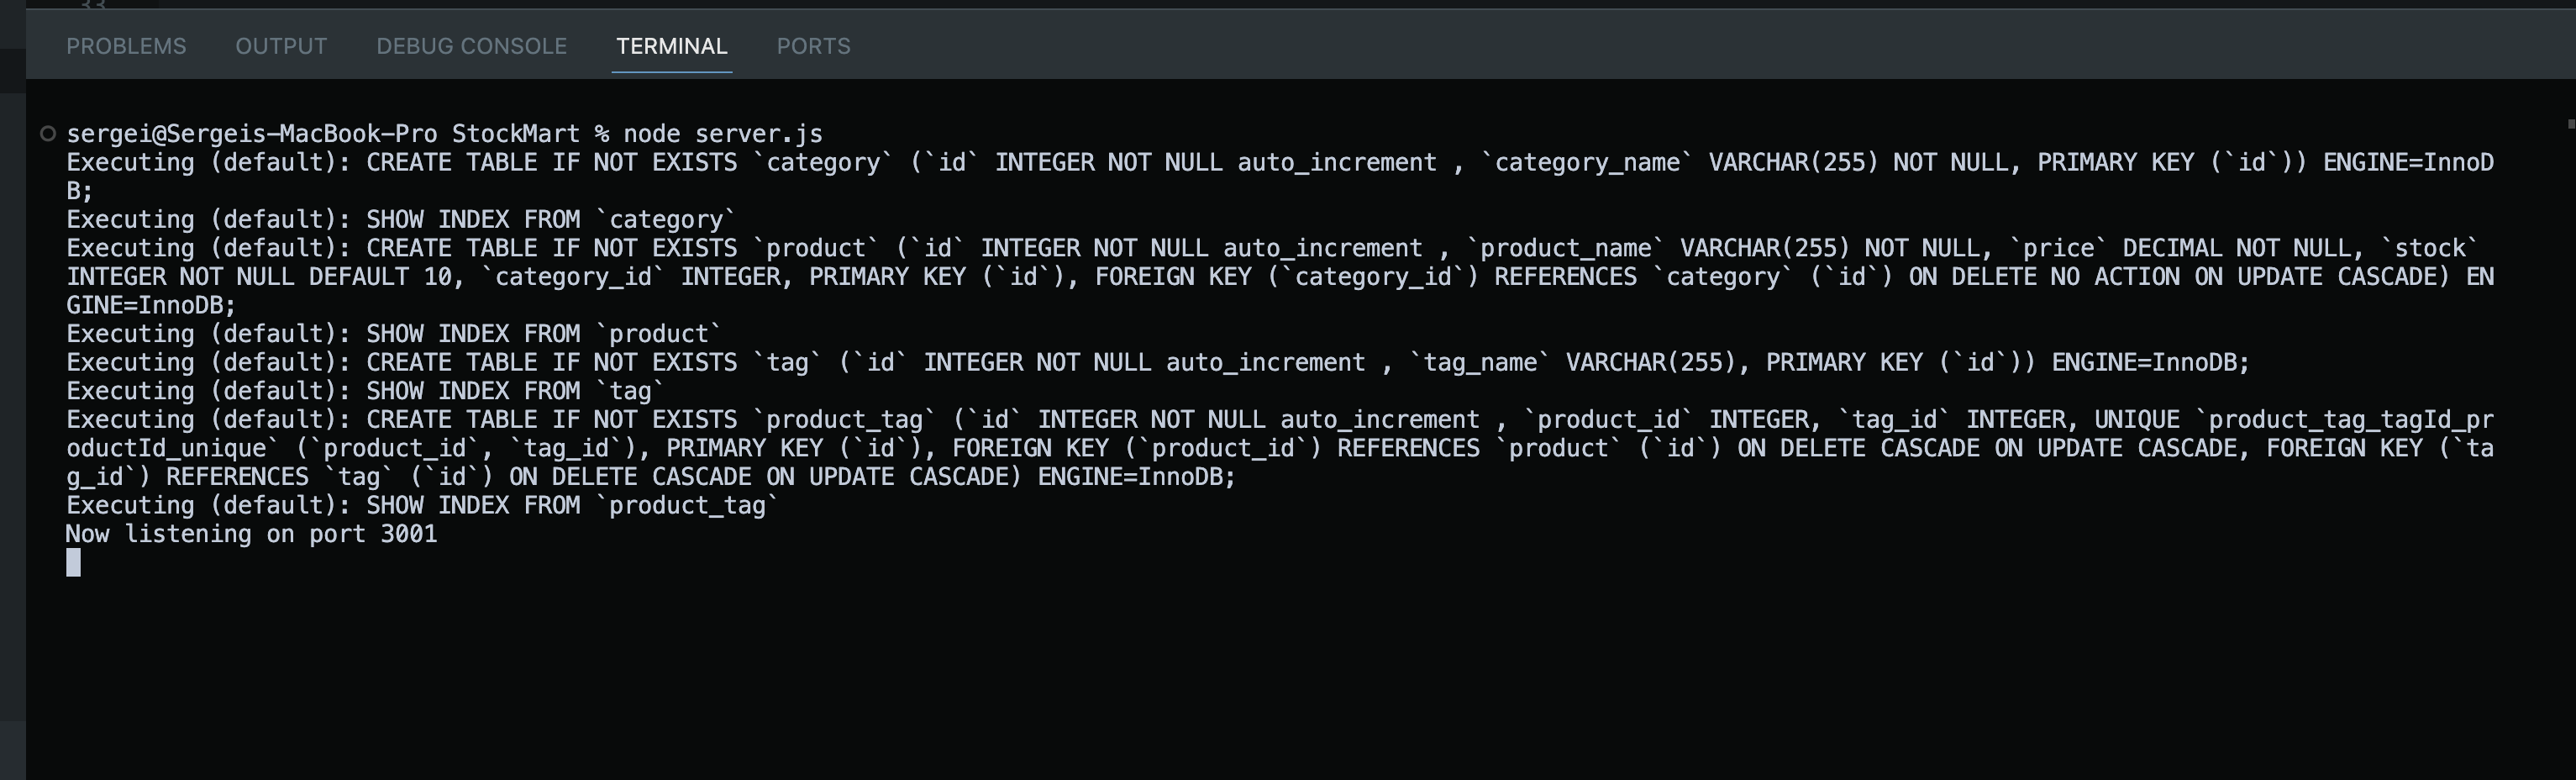 33
PROBLEMS OUTPUT DEBUG CONSOLE TERMINAL PORTS
sergei@Sergeis-MacBook-Pro StockMart % node server.js
Executing (default): CREATE TABLE IF NOT EXISTS `category` (`id` INTEGER NOT NULL auto_increment , `category_name` VARCHAR(255) NOT NULL, PRIMARY KEY (`id`)) ENGINE=InnoD
B;
Executing (default): SHOW INDEX FROM `category`
Executing (default): CREATE TABLE IF NOT EXISTS `product` (`id` INTEGER NOT NULL auto_increment , `product_name` VARCHAR(255) NOT NULL, `price` DECIMAL NOT NULL, `stock`
INTEGER NOT NULL DEFAULT 10, `category_id` INTEGER, PRIMARY KEY (`id`), FOREIGN KEY (`category_id`) REFERENCES `category` (`id`) ON DELETE NO ACTION ON UPDATE CASCADE) EN
GINE=InnoDB;
Executing (default): SHOW INDEX FROM `product`
Executing (default): CREATE TABLE IF NOT EXISTS `tag` (`id` INTEGER NOT NULL auto_increment , `tag_name` VARCHAR(255), PRIMARY KEY (`id`)) ENGINE=InnoDB;
Executing (default): SHOW INDEX FROM `tag`
Executing (default): CREATE TABLE IF NOT EXISTS `product_tag` (`id` INTEGER NOT NULL auto_increment , `product_id` INTEGER, `tag_id` INTEGER, UNIQUE `product_tag_tagId_pr
oductId_unique` (`product_id`, `tag_id`), PRIMARY KEY (`id`), FOREIGN KEY (`product_id`) REFERENCES `product` (`id`) ON DELETE CASCADE ON UPDATE CASCADE, FOREIGN KEY (`ta
g_id`) REFERENCES `tag` (`id`) ON DELETE CASCADE ON UPDATE CASCADE) ENGINE=InnoDB;
Executing (default): SHOW INDEX FROM `product_tag`
Now listening on port 3001